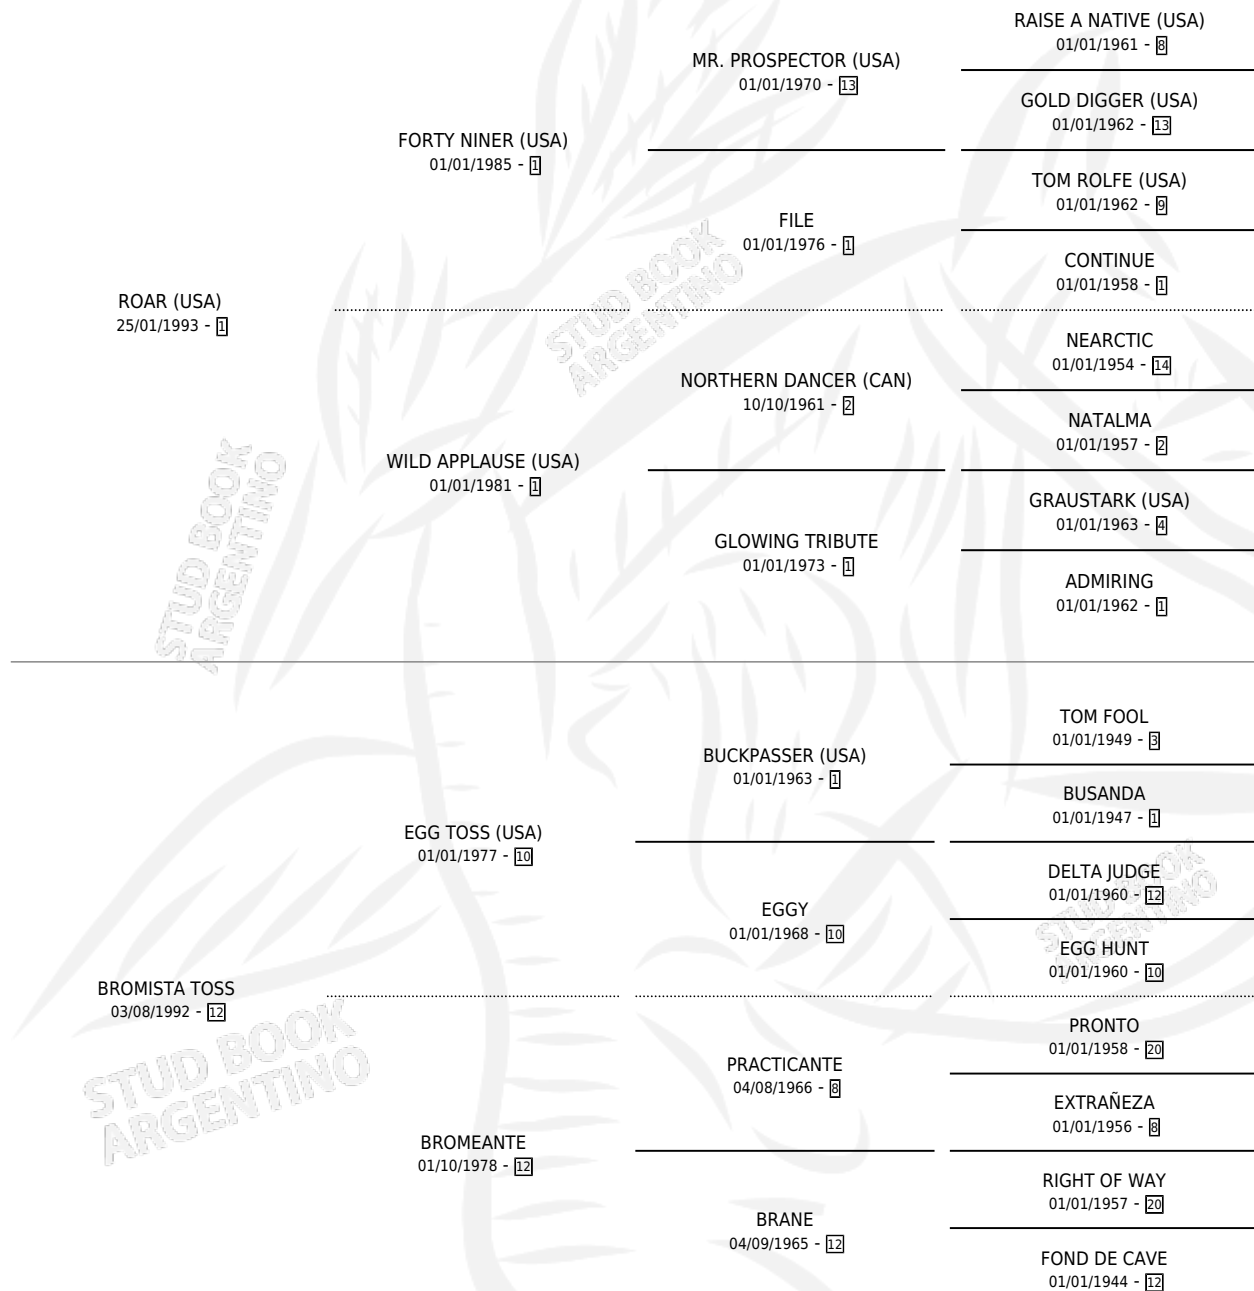 RAISE A NATIVE (USA)
01/01/1961 - 8
MR. PROSPECTOR (USA)
01/01/1970 - 13
GOLD DIGGER (USA)
01/01/1962 - 13
FORTY NINER (USA)
01/01/1985 - 1
TOM ROLFE (USA)
01/01/1962 - 9
FILE
01/01/1976 - 1
CONTINUE
01/01/1958 - 1
ROAR (USA)
25/01/1993 - 1
NEARCTIC
01/01/1954 - 14
NORTHERN DANCER (CAN)
10/10/1961 - 2
NATALMA
01/01/1957 - 2
WILD APPLAUSE (USA)
01/01/1981 - 1
GRAUSTARK (USA)
01/01/1963 - 4
GLOWING TRIBUTE
01/01/1973 - 1
ADMIRING
01/01/1962 - 1
TOM FOOL
01/01/1949 - 3
BUCKPASSER (USA)
01/01/1963 - 1
BUSANDA
01/01/1947 - 1
EGG TOSS (USA)
01/01/1977 - 10
DELTA JUDGE
01/01/1960 - 12
EGGY
01/01/1968 - 10
EGG HUNT
01/01/1960 - 10
BROMISTA TOSS
03/08/1992 - 12
PRONTO
01/01/1958 - 20
PRACTICANTE
04/08/1966 - 8
EXTRAÑEZA
01/01/1956 - 8
BROMEANTE
01/10/1978 - 12
RIGHT OF WAY
01/01/1957 - 20
BRANE
04/09/1965 - 12
FOND DE CAVE
01/01/1944 - 12
STUD BOOK
ARGENTINO
STUD BOOK
ARGENTINO
STUD BOOK
ARGENTINO
STUD BOOK
ARGENTINO